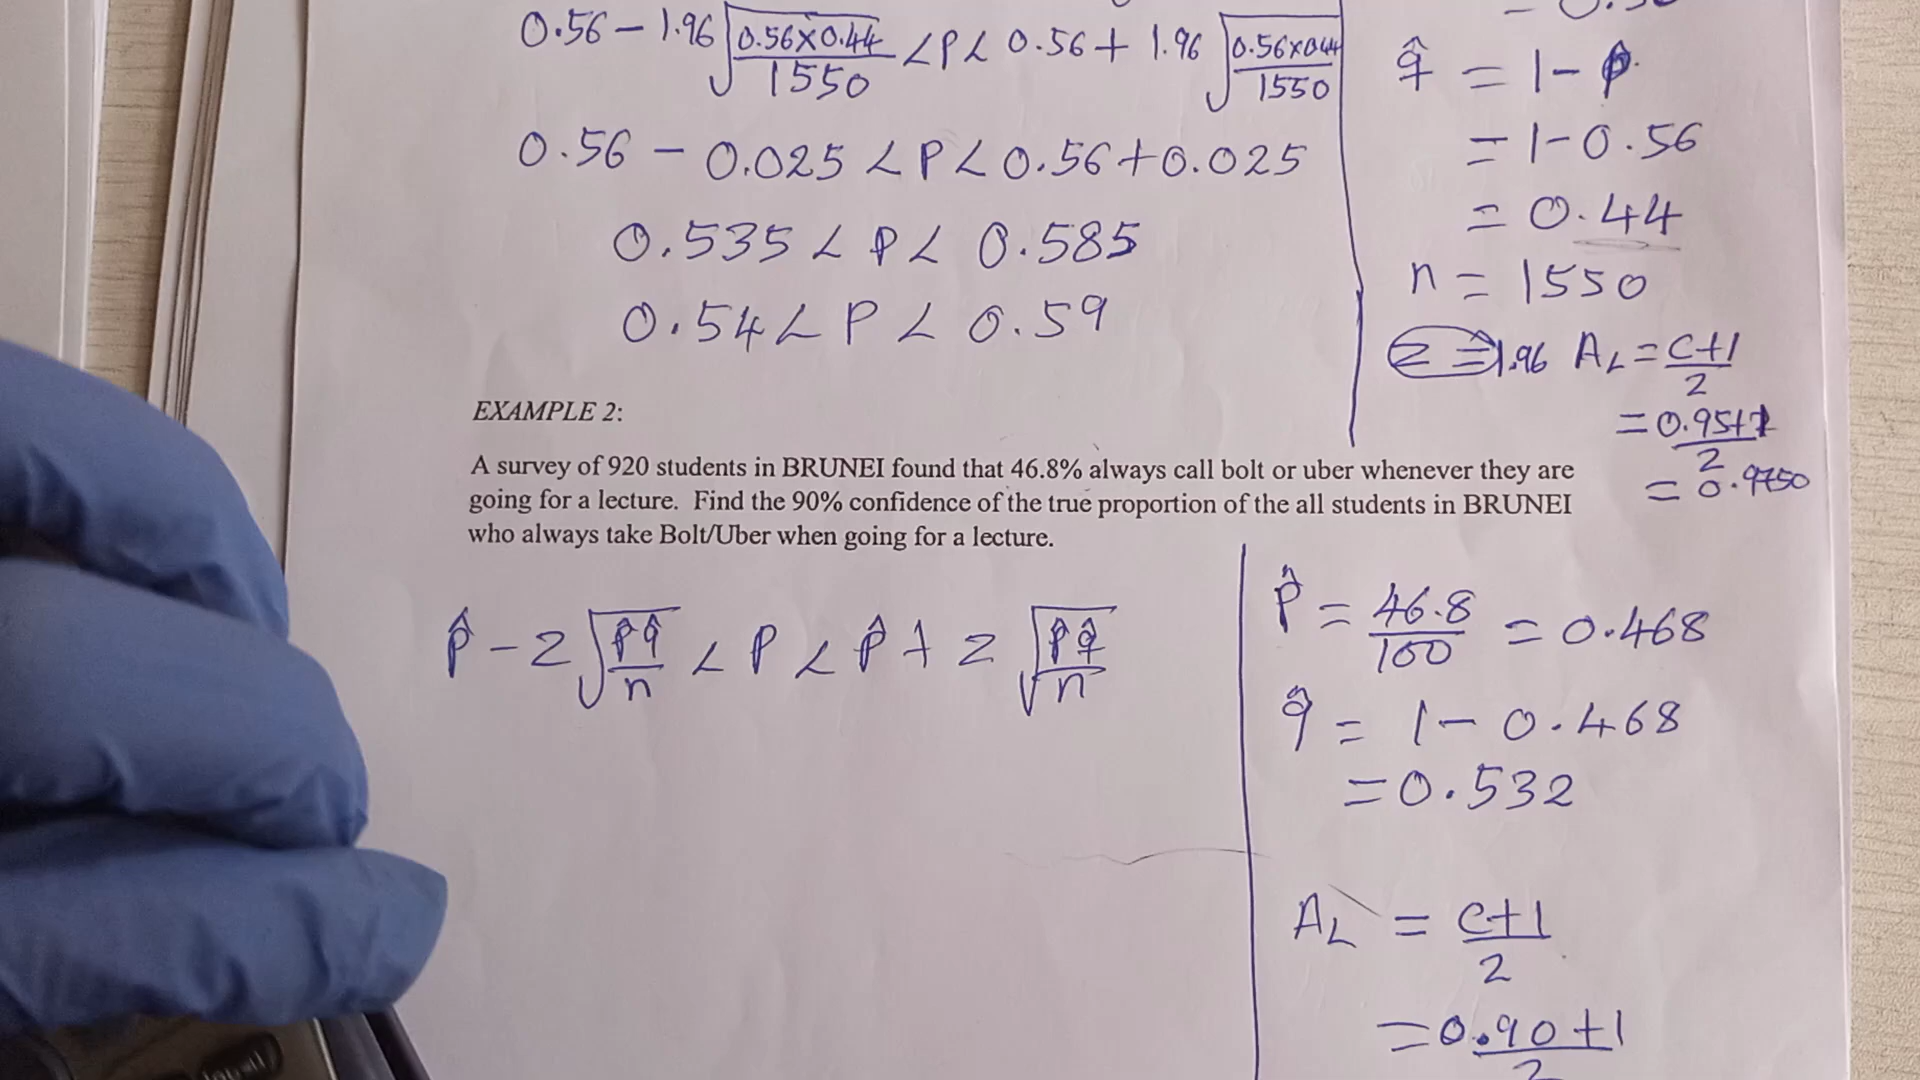 0.56 - 1.96 √(0.56×0.44/1550) < P < 0.56 + 1.96 √(0.56×0.44/1550)
0.56 - 0.025 < P < 0.56 + 0.025
0.535 < P < 0.585
0.54 < P < 0.59
q̂ = 1 - p̂
= 1 - 0.56
= 0.44
n = 1550
z = 1.96 AL = C+1/2
= 0.95+1/2
= 0.9750
EXAMPLE 2:
A survey of 920 students in BRUNEI found that 46.8% always call bolt or uber whenever they are
going for a lecture. Find the 90% confidence of the true proportion of the all students in BRUNEI
who always take Bolt/Uber when going for a lecture.
p̂ - z √(p̂q̂/n) < P < p̂ + z √(p̂q̂/n)
p̂ = 46.8/100 = 0.468
q̂ = 1 - 0.468
= 0.532
AL = C+1/2
= 0.90+1/2